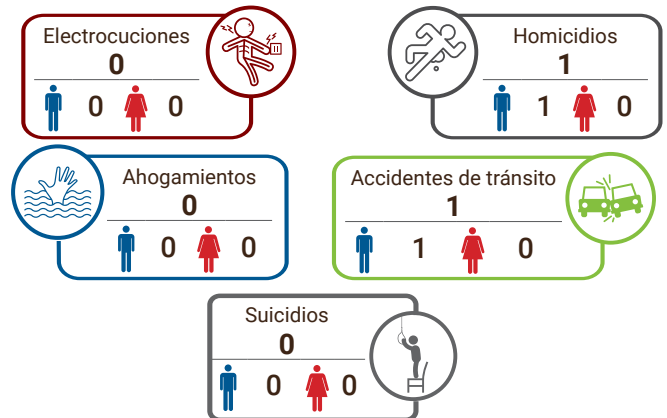 Electrocuciones
0
0 0
Homicidios
1
1 0
Ahogamientos
0
0 0
Accidentes de tránsito
1
1 0
Suicidios
0
0 0